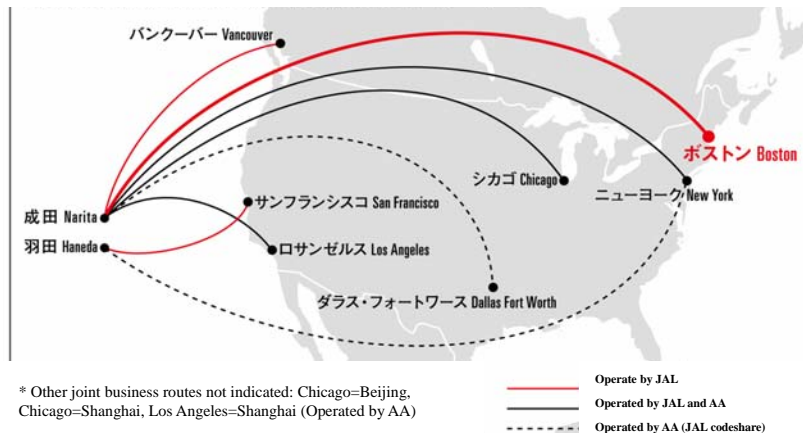 バンクーバー Vancouver
ボストン Boston
シカゴ Chicago
ニューヨーク New York
成田 Narita
サンフランシスコ San Francisco
羽田 Haneda
ロサンゼルス Los Angeles
ダラス・フォートワース Dallas Fort Worth
* Other joint business routes not indicated: Chicago=Beijing,
Chicago=Shanghai, Los Angeles=Shanghai (Operated by AA)
Operate by JAL
Operated by JAL and AA
Operated by AA (JAL codeshare)